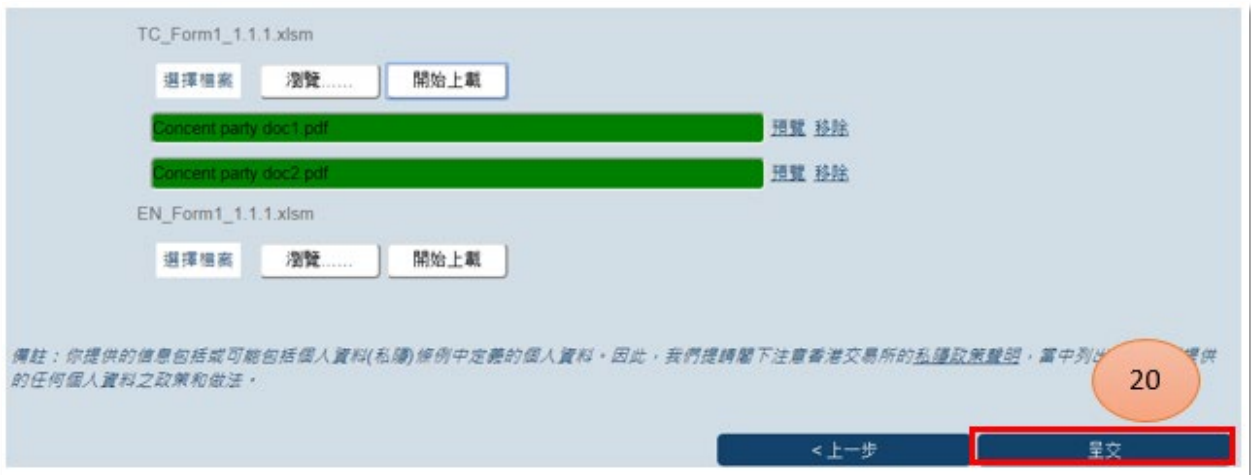 TC_Form1_1.1.1.xlsm
選擇檔案 瀏覽...... 開始上載
Concent party doc1.pdf 預覽 移除
Concent party doc2.pdf 預覽 移除
EN_Form1_1.1.1.xlsm
選擇檔案 瀏覽...... 開始上載
備註：你提供的信息包括或可能包括個人資料(私隱)條例中定義的個人資料。因此，我們提請閣下注意香港交易所的私隱政策聲明，當中列出 提供
的任何個人資料之政策和做法。
20
<上一步 呈交